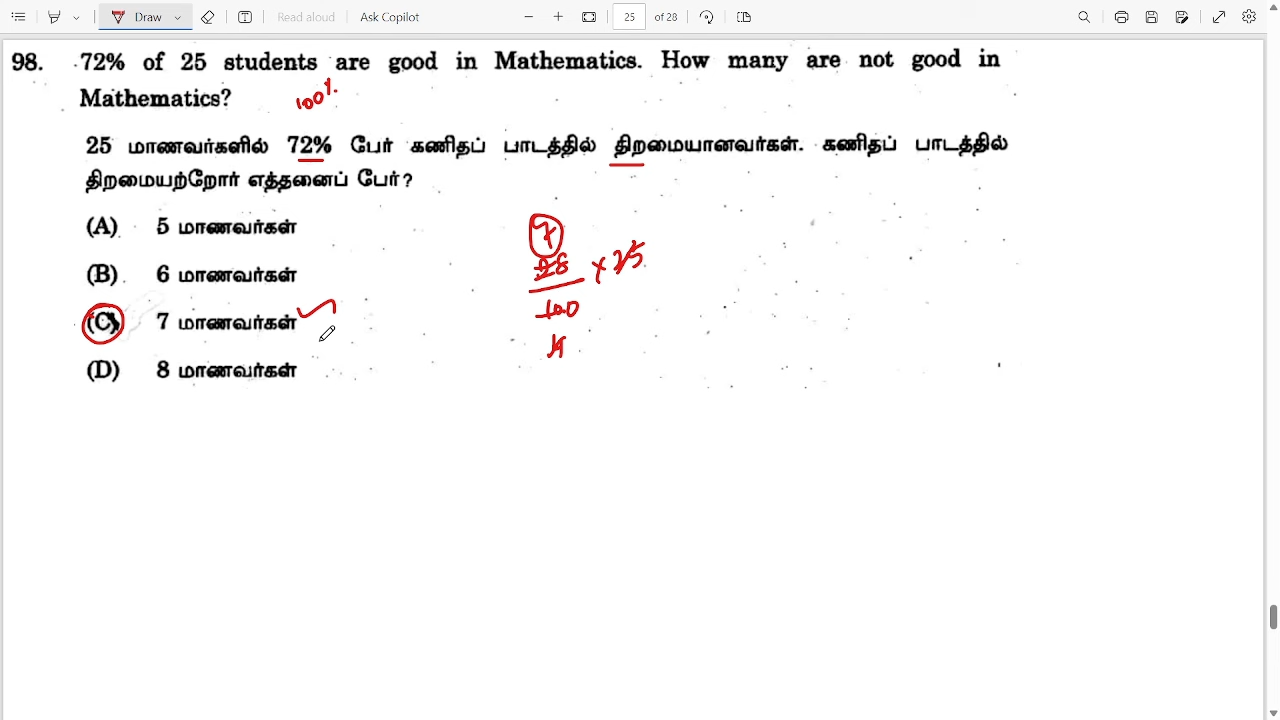 Draw
Read aloud
Ask Copilot
25 of 28
98. 72% of 25 students are good in Mathematics. How many are not good in
Mathematics?
100%
25 மாணவர்களில் 72% பேர் கணிதப் பாடத்தில் திறமையானவர்கள். கணிதப் பாடத்தில்
திறமையற்றோர் எத்தனைப் பேர்?
(A) 5 மாணவர்கள்
(B) 6 மாணவர்கள்
(C) 7 மாணவர்கள்
(D) 8 மாணவர்கள்
7
28 × 25
100
4